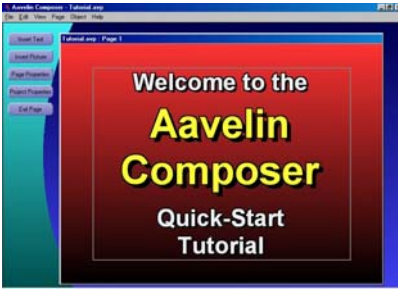 Aavelin Composer - Tutorial.avp
File Edit View Page Object Help
Insert Text
Insert Picture
Page Properties
Project Properties
Exit Page
Tutorial.avp : Page 1
Welcome to the
Aavelin
Composer
Quick-Start
Tutorial